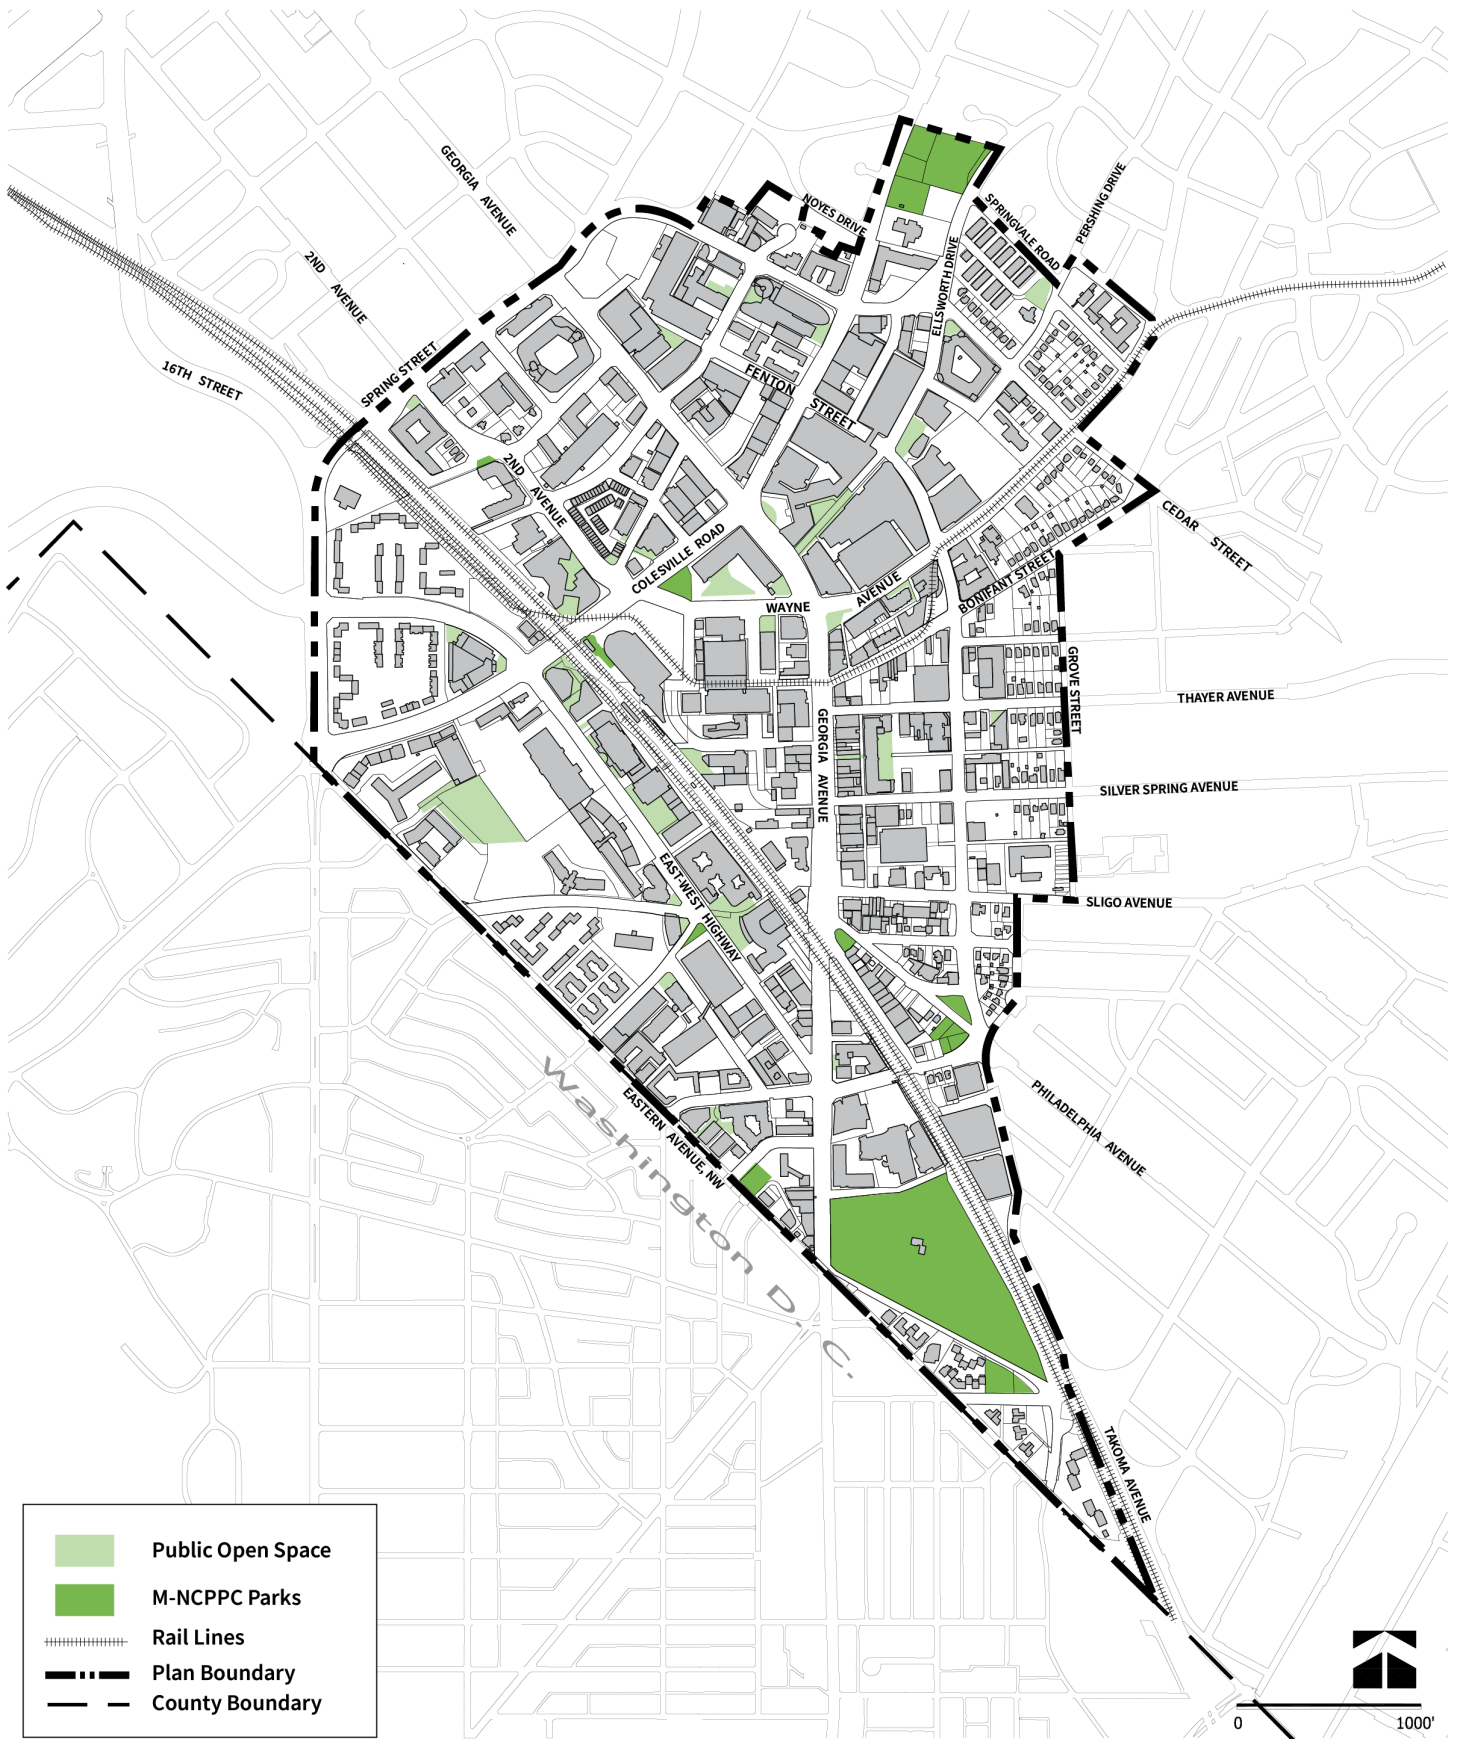 NOYES DRIVE
SPRINGVALE ROAD
PERSHING DRIVE
GEORGIA AVENUE
ELLSWORTH DRIVE
2ND AVENUE
16TH STREET
SPRING STREET
FENTON STREET
2ND AVENUE
COLESVILLE ROAD
CEDAR STREET
WAYNE AVENUE
BONIFANT STREET
GROVE STREET
THAYER AVENUE
GEORGIA AVENUE
SILVER SPRING AVENUE
EAST-WEST HIGHWAY
SLIGO AVENUE
PHILADELPHIA AVENUE
EASTERN AVENUE, NW
Washington D. C.
TAKOMA AVENUE
Public Open Space
M-NCPPC Parks
Rail Lines
Plan Boundary
County Boundary
0 1000'